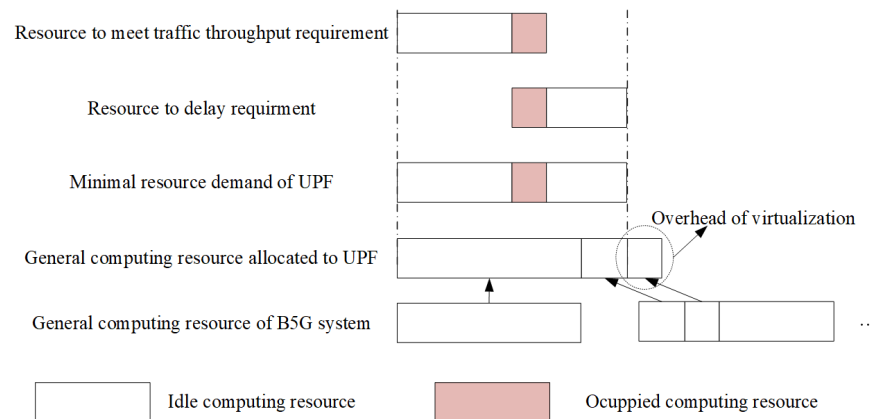 Resource to meet traffic throughput requirement
Resource to delay requirment
Minimal resource demand of UPF
Overhead of virtualization
General computing resource allocated to UPF
General computing resource of B5G system
...
Idle computing resource
Ocuppied computing resource